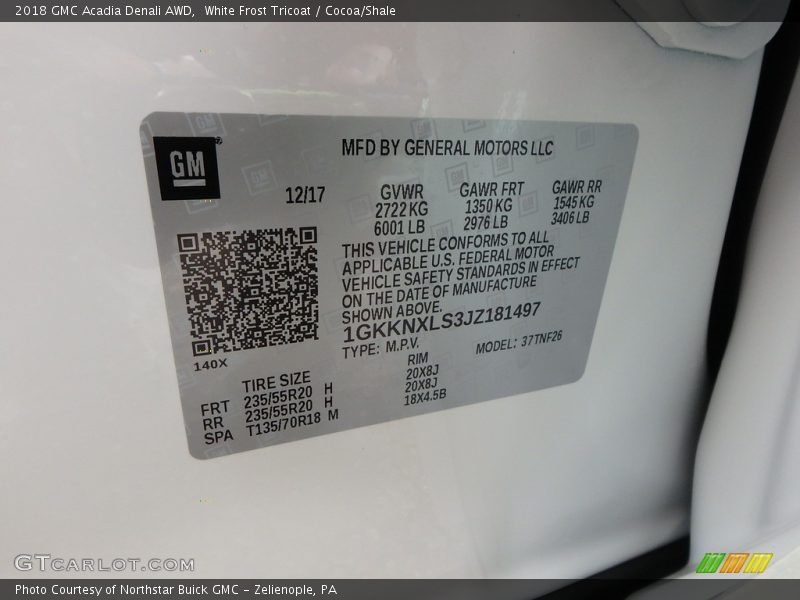 2018 GMC Acadia Denali AWD,  White Frost Tricoat / Cocoa/Shale
GM
MFD BY GENERAL MOTORS LLC
12/17
GVWR GAWR FRT GAWR RR
2722 KG 1350 KG 1545 KG
6001 LB 2976 LB 3406 LB
THIS VEHICLE CONFORMS TO ALL
APPLICABLE U.S. FEDERAL MOTOR
VEHICLE SAFETY STANDARDS IN EFFECT
ON THE DATE OF MANUFACTURE
SHOWN ABOVE.
1GKKNXLS3JZ181497
TYPE: M.P.V. MODEL: 37TNF26
140X
TIRE SIZE RIM
FRT 235/55R20 H 20X8J
RR 235/55R20 H 20X8J
SPA T135/70R18 M 18X4.5B
GTCARLOT.COM
Photo Courtesy of Northstar Buick GMC – Zelienople, PA